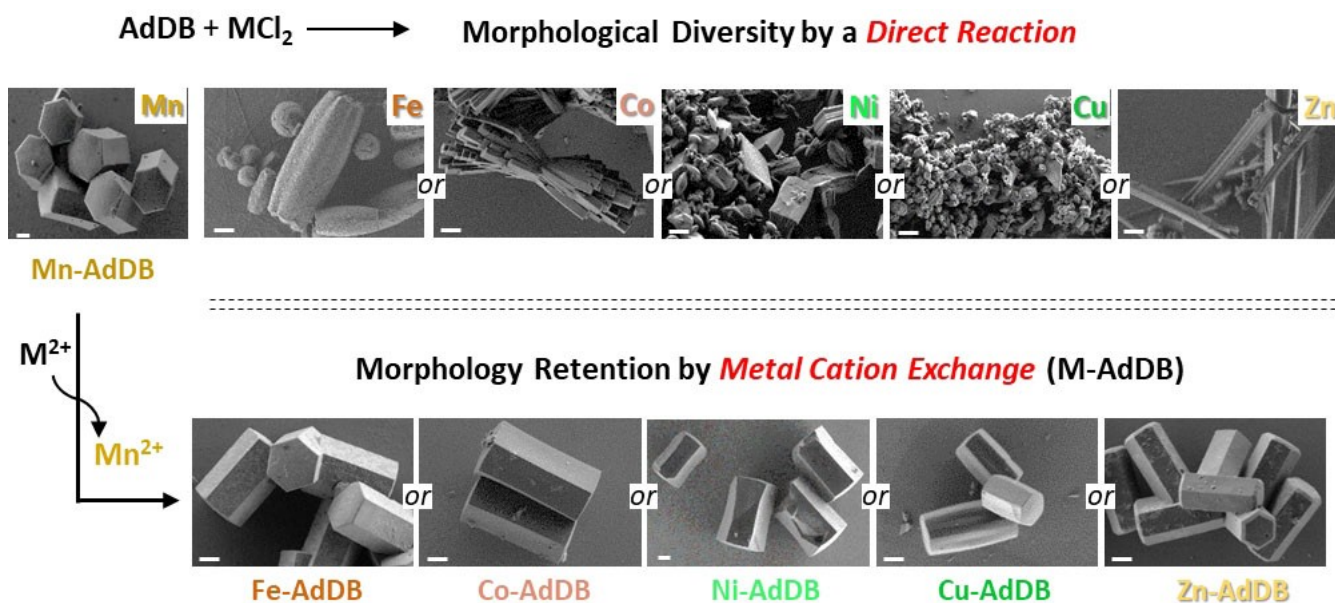 AdDB + MCl₂ Morphological Diversity by a Direct Reaction
Mn Fe Co Ni Cu Zn
or or or or
Mn-AdDB
M²⁺
Mn²⁺
Morphology Retention by Metal Cation Exchange (M-AdDB)
or or or or
Fe-AdDB Co-AdDB Ni-AdDB Cu-AdDB Zn-AdDB